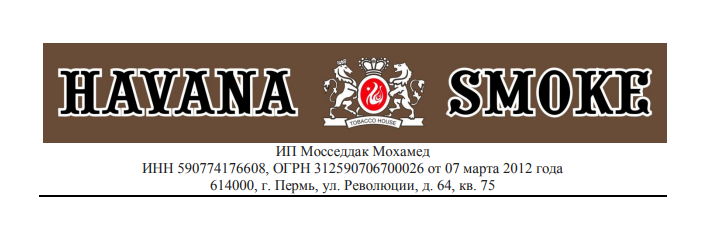 HAVANA SMOKE
TOBACCO HOUSE
ИП Мосседдак Мохамед
ИНН 590774176608, ОГРН 312590706700026 от 07 марта 2012 года
614000, г. Пермь, ул. Революции, д. 64, кв. 75